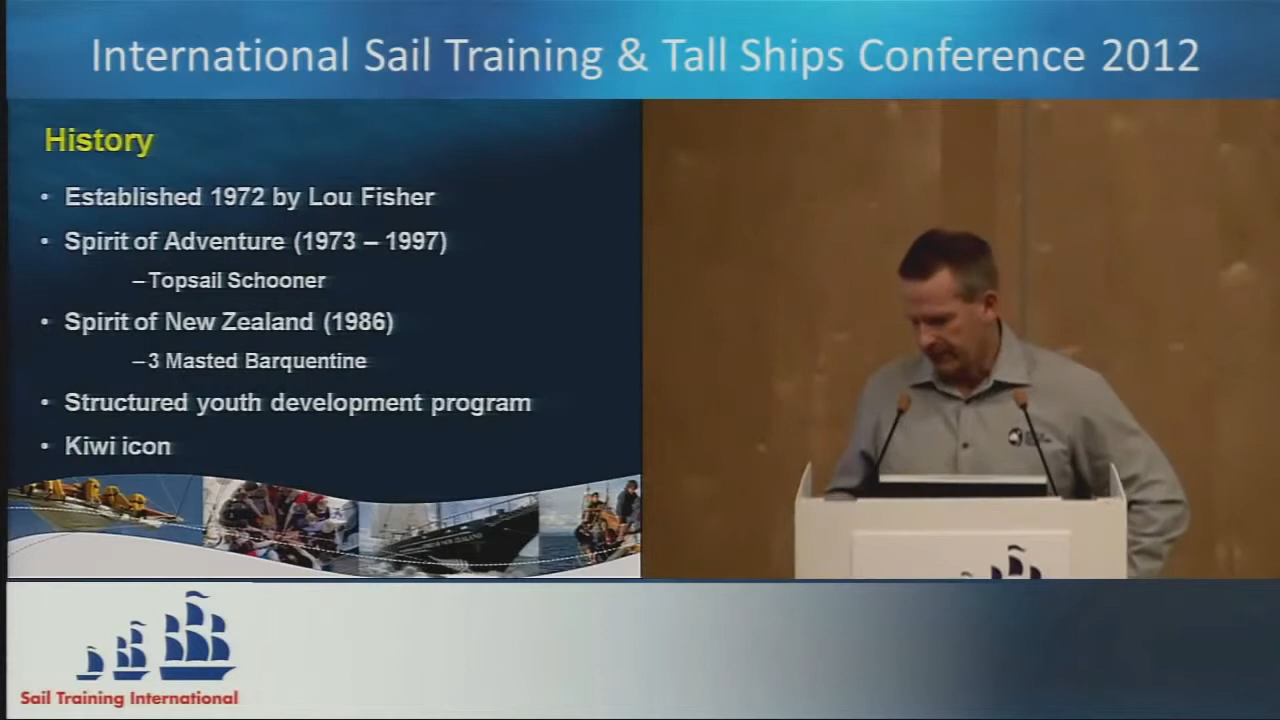 International Sail Training & Tall Ships Conference 2012
History
• Established 1972 by Lou Fisher
• Spirit of Adventure (1973 – 1997)
– Topsail Schooner
• Spirit of New Zealand (1986)
– 3 Masted Barquentine
• Structured youth development program
• Kiwi icon
Sail Training International